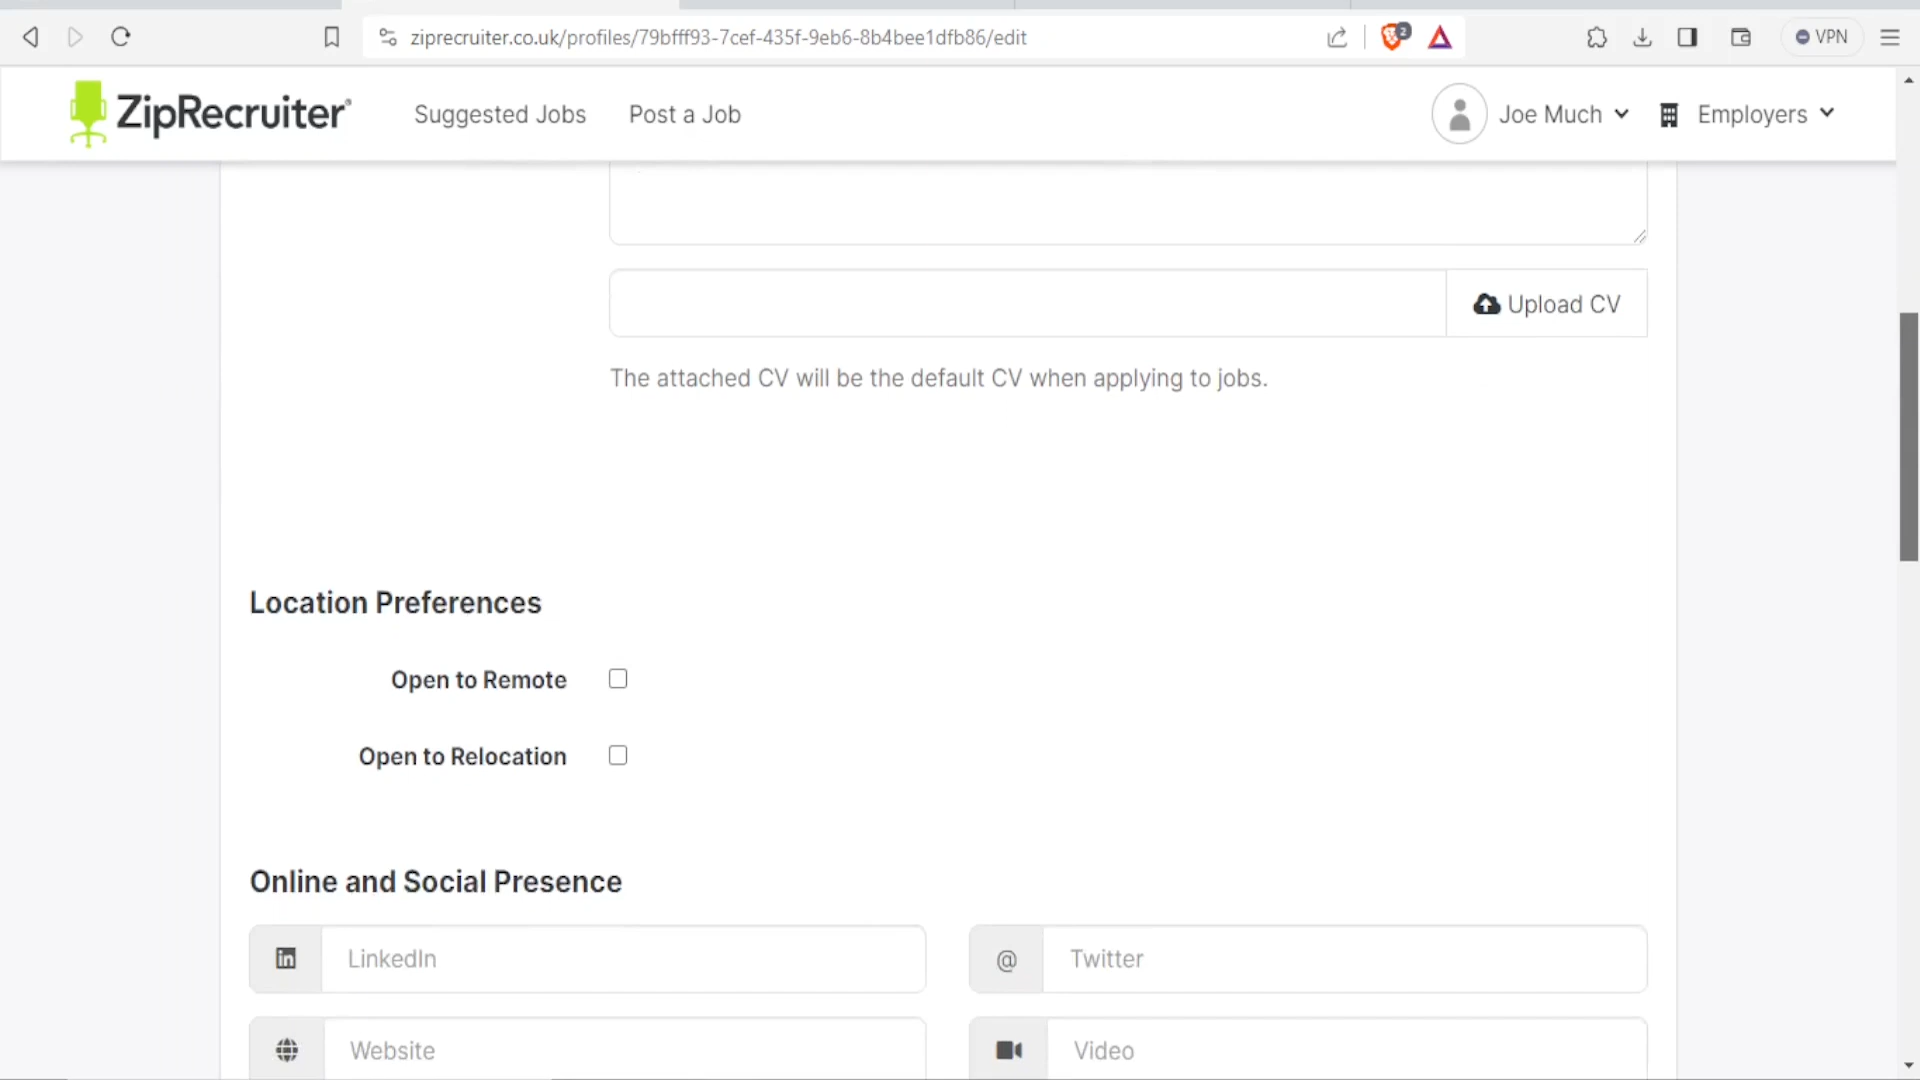 ziprecruiter.co.uk/profiles/79bfff93-7cef-435f-9eb6-8b4bee1dfb86/edit
2
VPN
ZipRecruiter®
Suggested Jobs
Post a Job
Joe Much
Employers
Upload CV
The attached CV will be the default CV when applying to jobs.
Location Preferences
Open to Remote
Open to Relocation
Online and Social Presence
in LinkedIn
@ Twitter
Website
Video